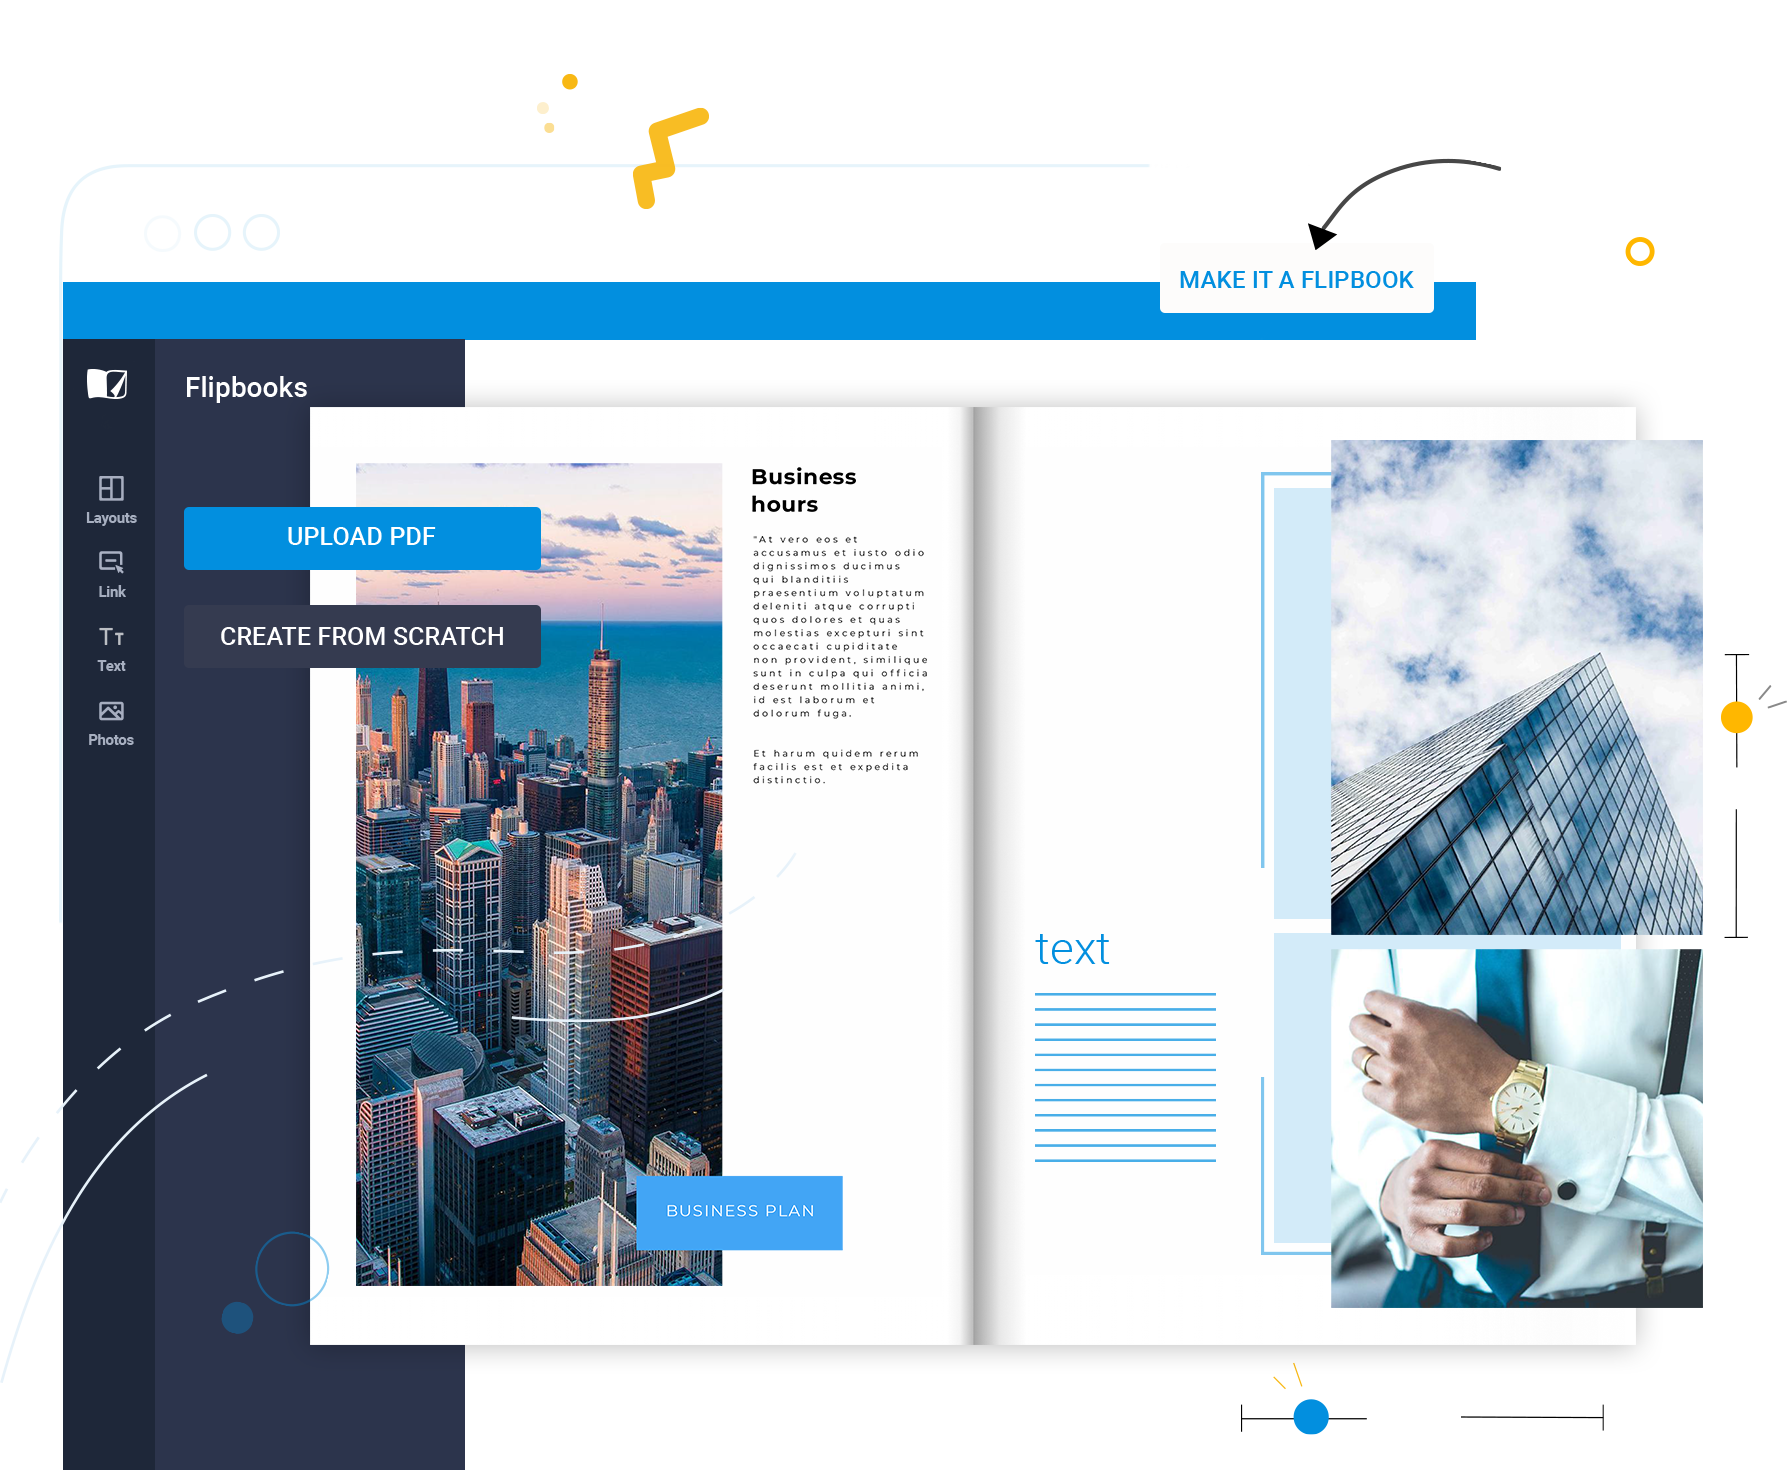 MAKE IT A FLIPBOOK
Flipbooks
Layouts
Link
Text
Photos
UPLOAD PDF
CREATE FROM SCRATCH
Business
hours
"At vero eos et
accusamus et iusto odio
dignissimos ducimus
qui blanditiis
praesentium voluptatum
deleniti atque corrupti
quos dolores et quas
molestias excepturi sint
occaecati cupiditate
non provident, similique
sunt in culpa qui officia
deserunt mollitia animi,
id est laborum et
dolorum fuga.
Et harum quidem rerum
facilis est et expedita
distinctio.
BUSINESS PLAN
text